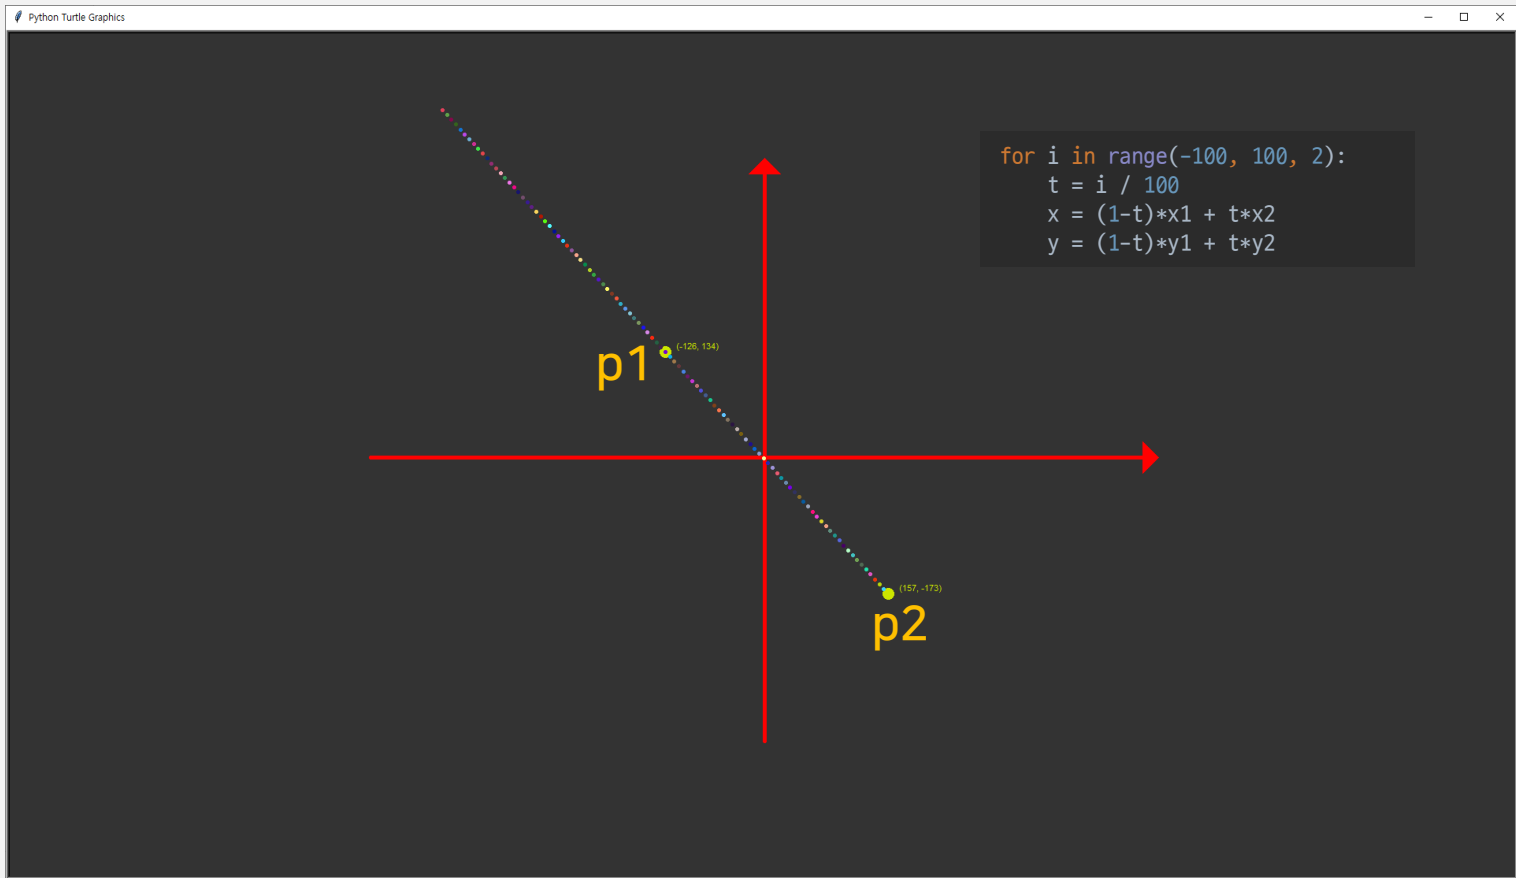 Python Turtle Graphics
for i in range(-100, 100, 2):
    t = i / 100
    x = (1-t)*x1 + t*x2
    y = (1-t)*y1 + t*y2
(-126, 134)
p1
(157, -173)
p2